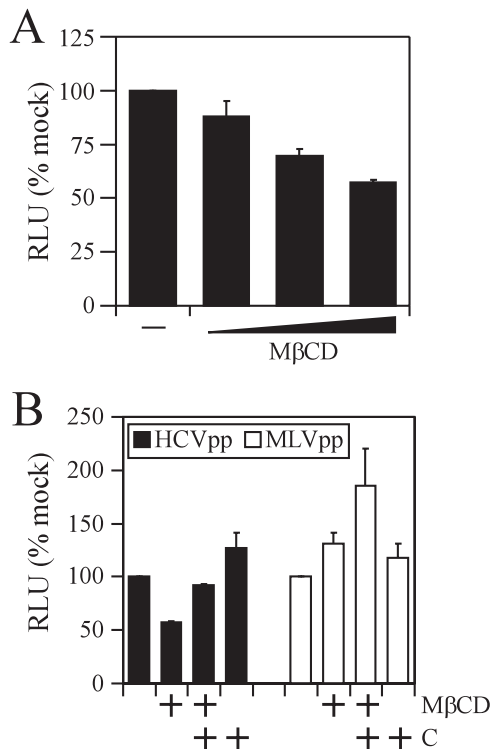 A
125
100
75
50
25
0
RLU (% mock)
—
MβCD
B
250
200
150
100
50
0
RLU (% mock)
HCVpp MLVpp
+ + + + MβCD
+ + + + C